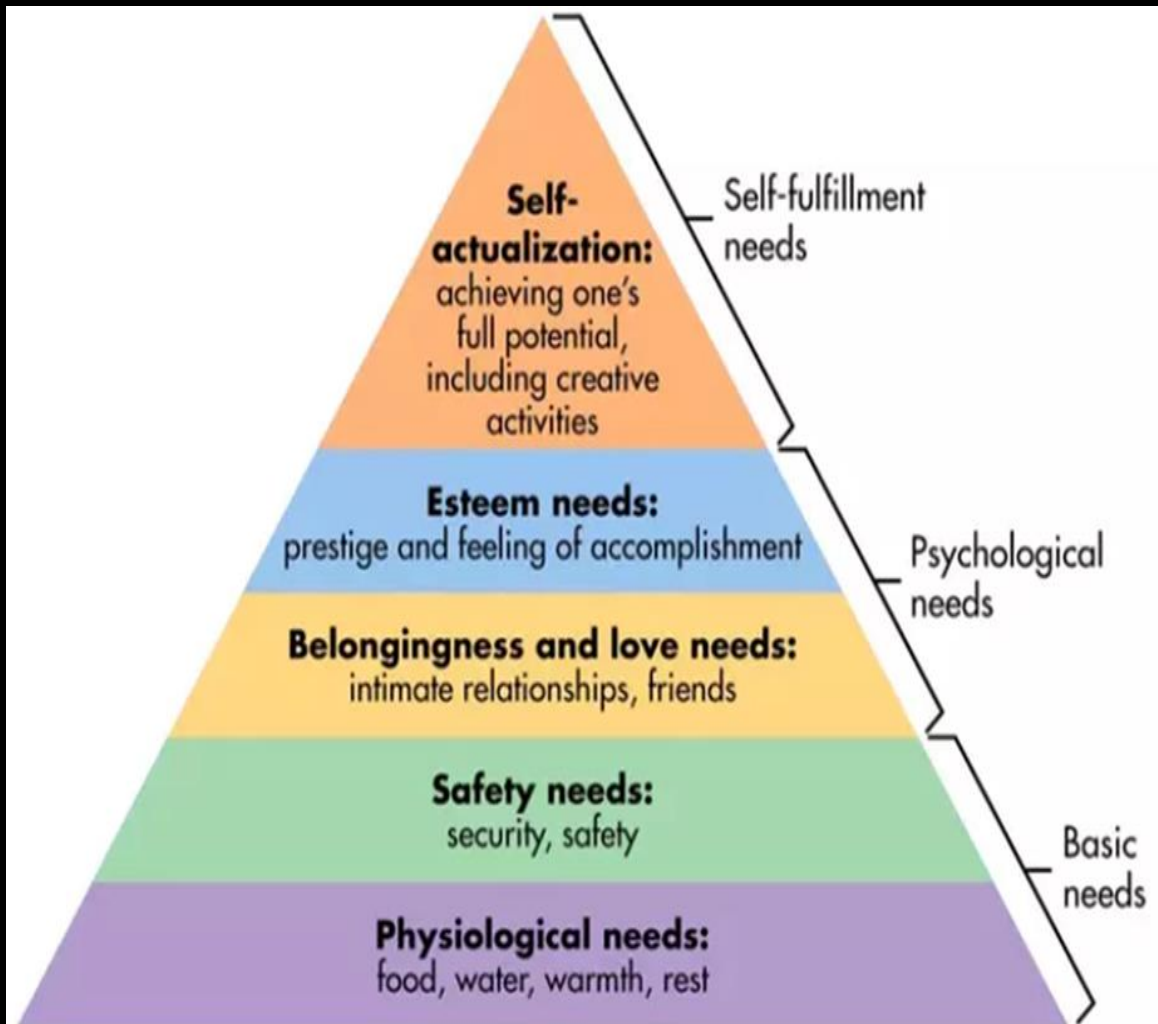 Self-
actualization:
achieving one's
full potential,
including creative
activities
Self-fulfillment
needs
Esteem needs:
prestige and feeling of accomplishment
Psychological
needs
Belongingness and love needs:
intimate relationships, friends
Safety needs:
security, safety
Basic
needs
Physiological needs:
food, water, warmth, rest